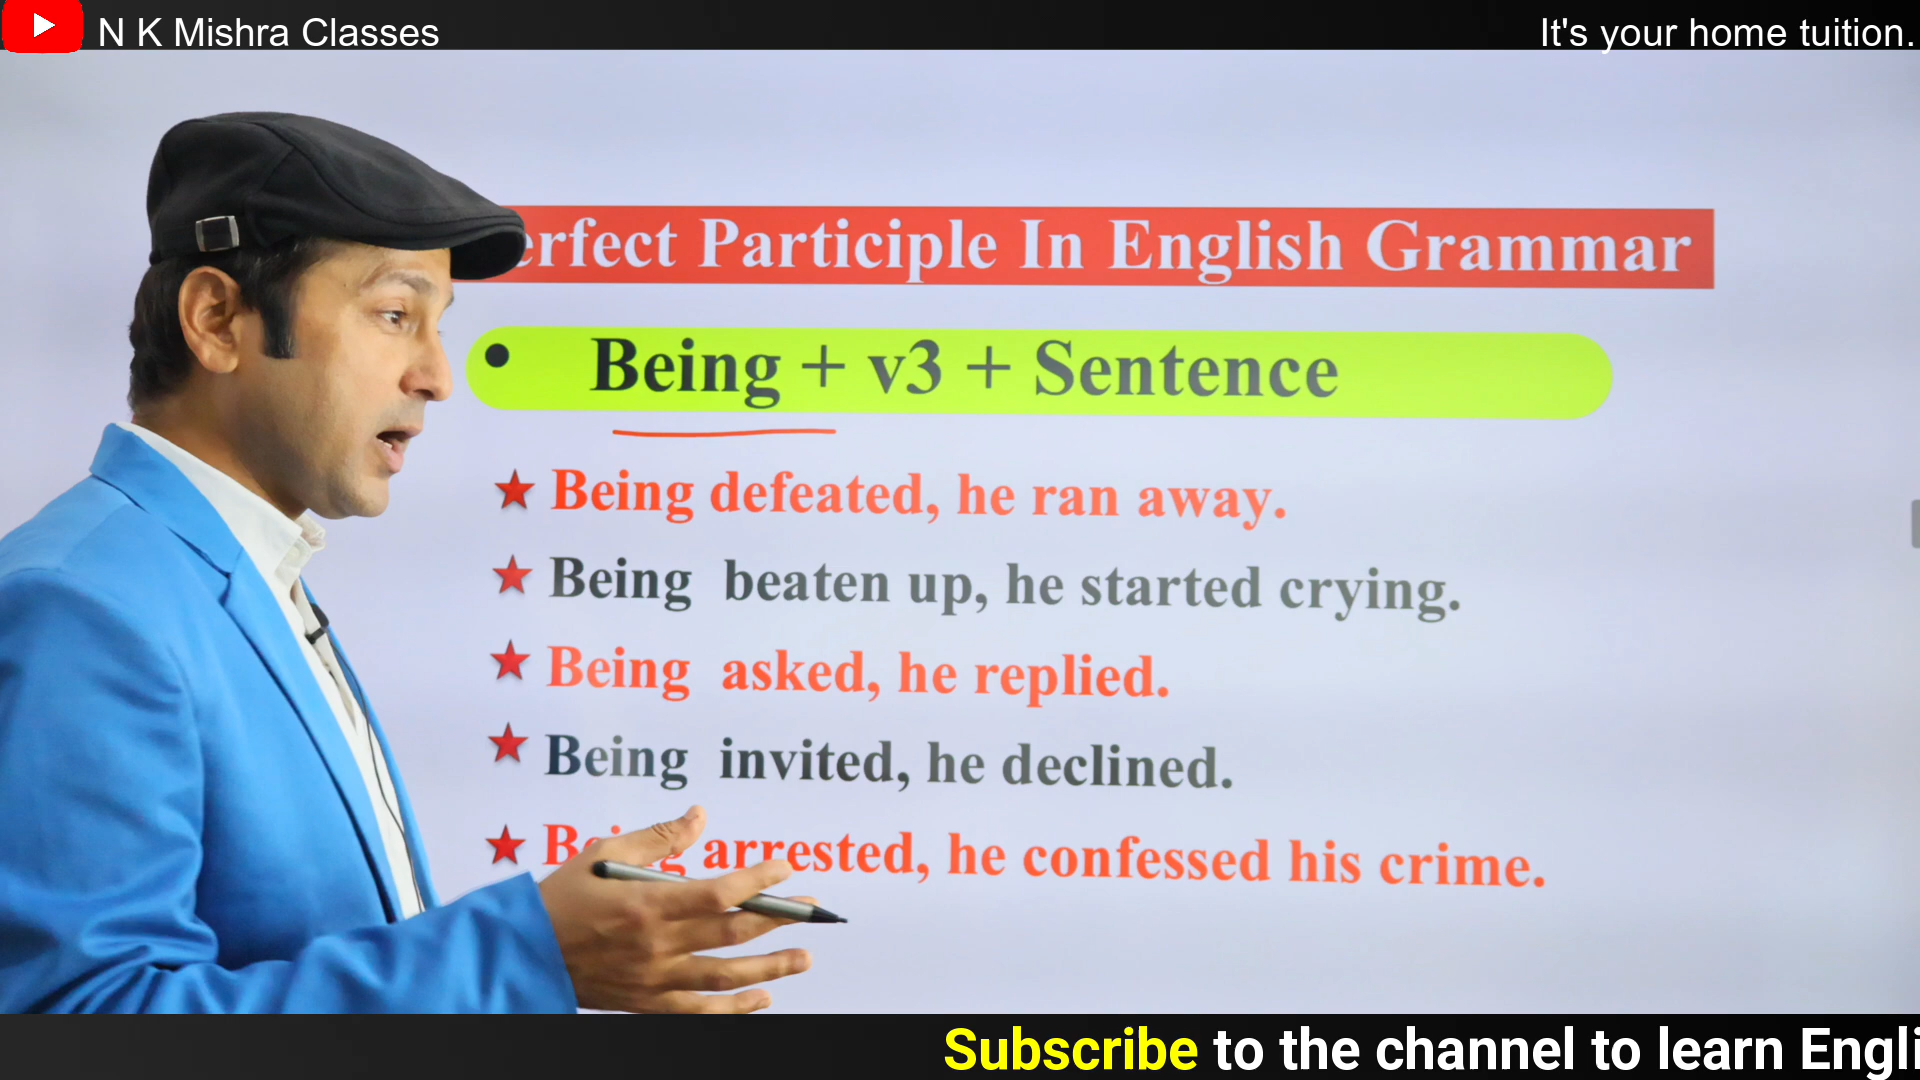 N K Mishra Classes
It's your home tuition.
erfect Participle In English Grammar
• Being + v3 + Sentence
★ Being defeated, he ran away.
★ Being beaten up, he started crying.
★ Being asked, he replied.
★ Being invited, he declined.
★ Being arrested, he confessed his crime.
Subscribe to the channel to learn Engli